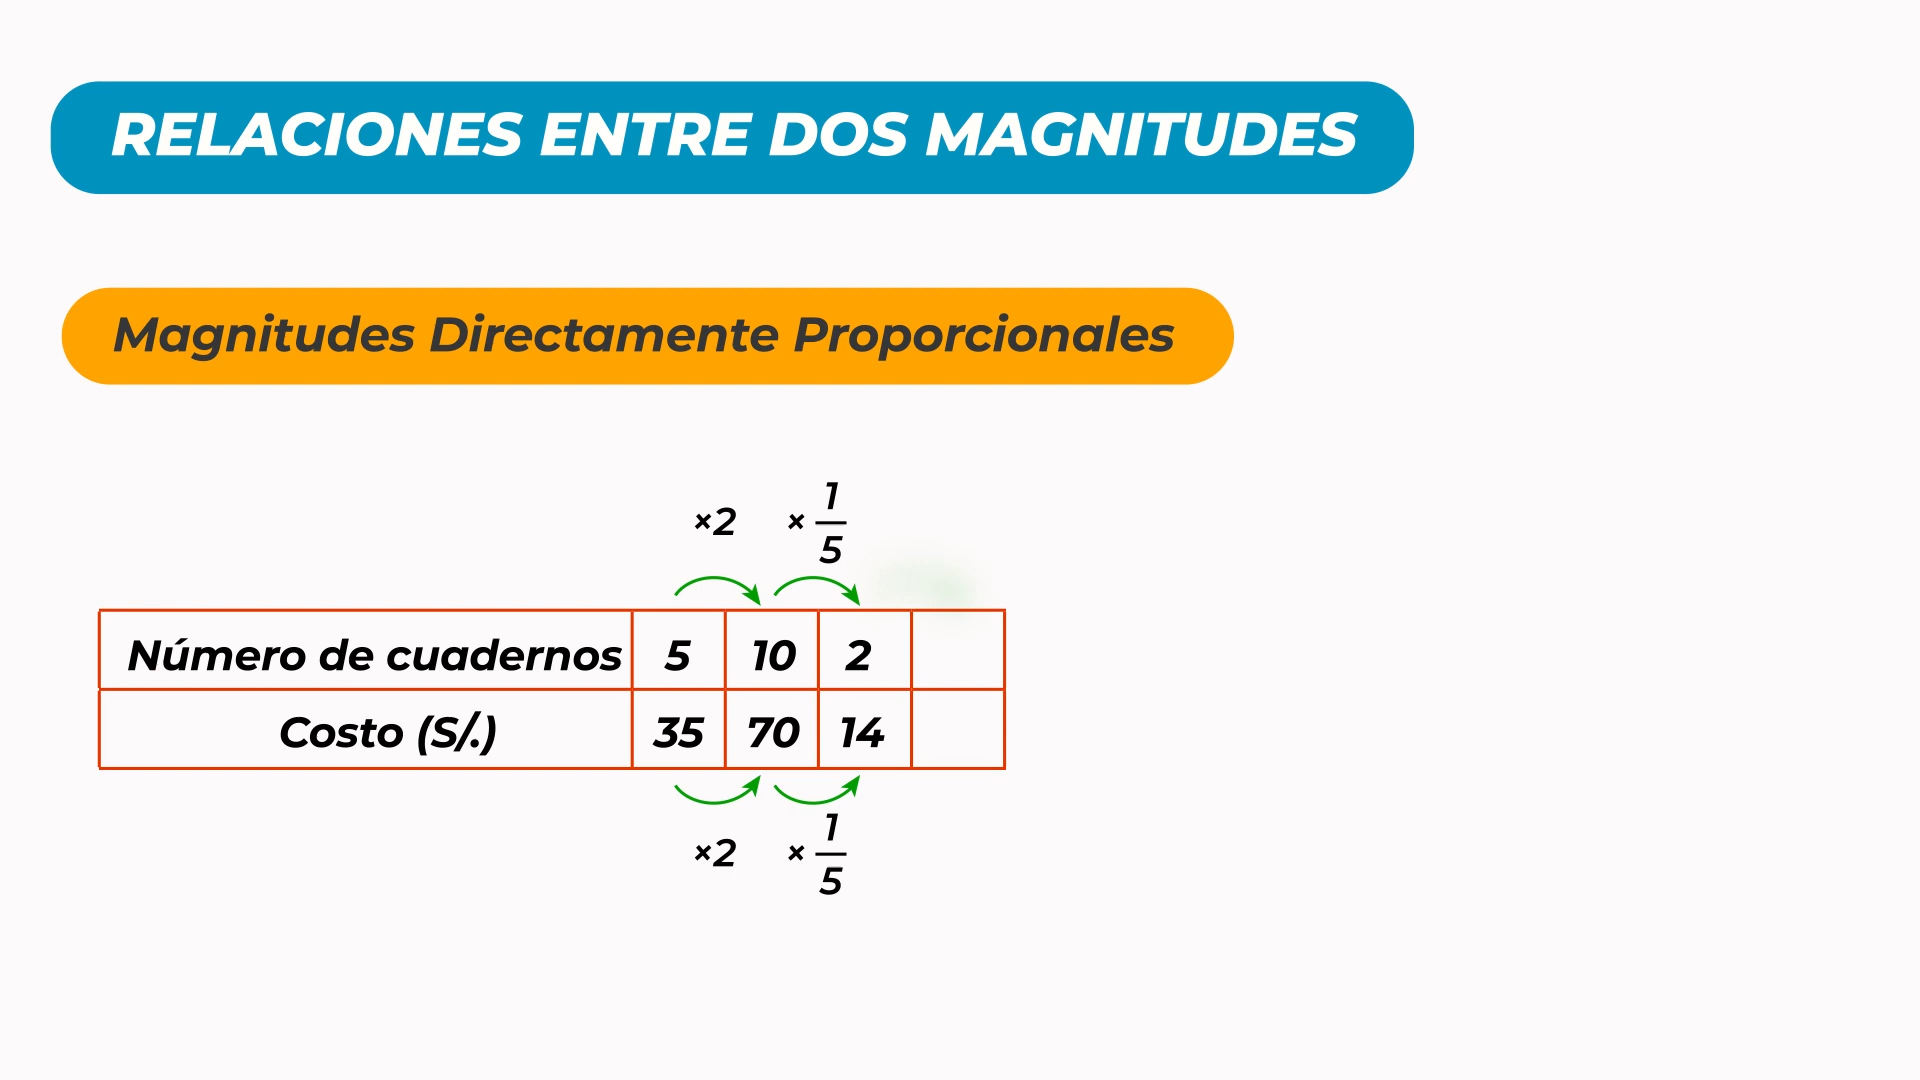 RELACIONES ENTRE DOS MAGNITUDES
Magnitudes Directamente Proporcionales
×2 × 1/5
Número de cuadernos 5 10 2
Costo (S/.) 35 70 14
×2 × 1/5